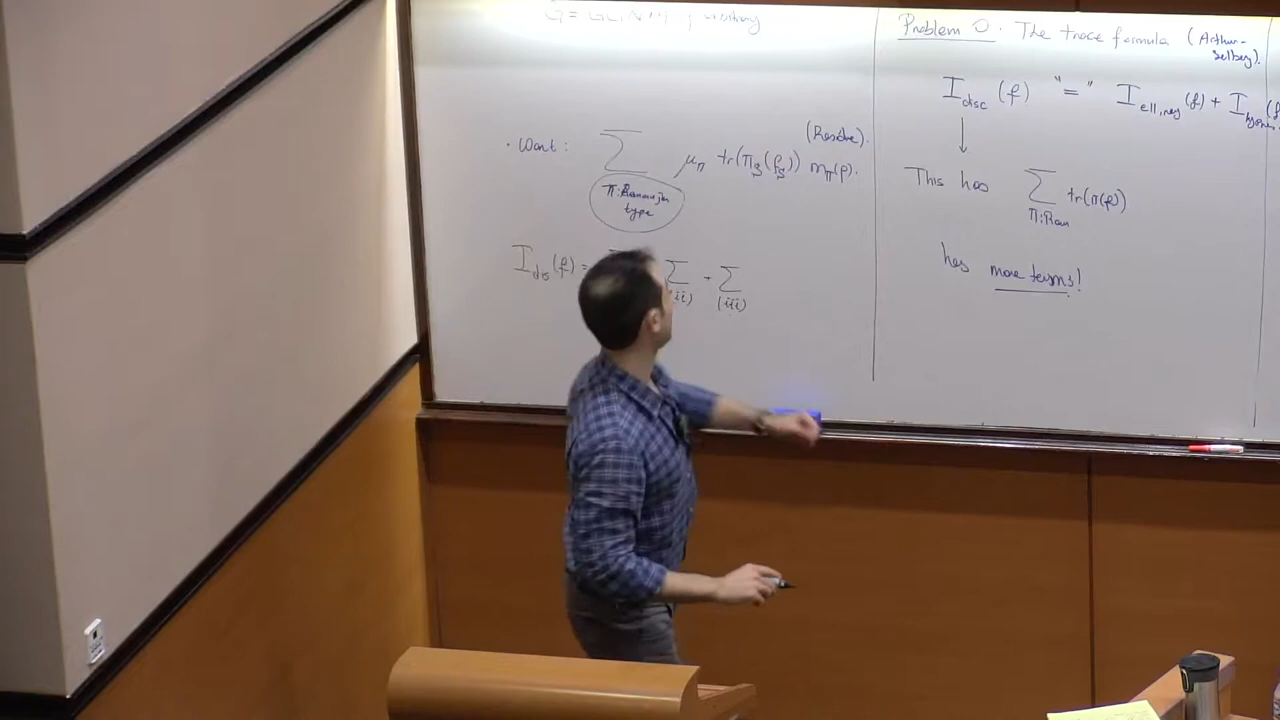 (Residue).
· Want: ∑ μ_π tr(π_S(f_S)) m_π(ρ).
π: Ramanujan type
I_dis(f) = ∑ + ∑
(iii) (iii)
Problem 0. The trace formula (Arthur-Selberg).
I_disc (f) "=" I_ell,reg (f) + I
↓
This has ∑ tr(π(f))
π: Ram
has more terms!